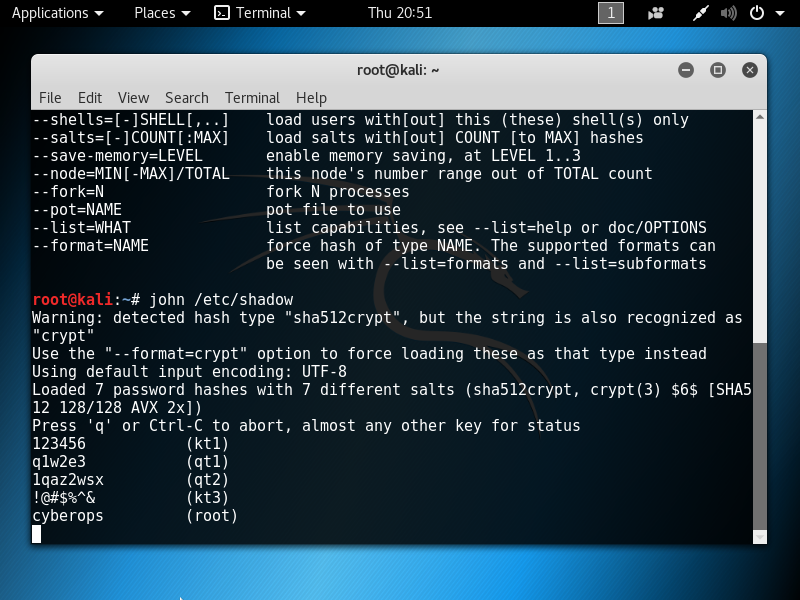 Applications Places Terminal Thu 20:51 1
root@kali: ~
File Edit View Search Terminal Help
--shells=[-]SHELL[,..]    load users with[out] this (these) shell(s) only
--salts=[-]COUNT[:MAX]    load salts with[out] COUNT [to MAX] hashes
--save-memory=LEVEL       enable memory saving, at LEVEL 1..3
--node=MIN[-MAX]/TOTAL    this node's number range out of TOTAL count
--fork=N                  fork N processes
--pot=NAME                pot file to use
--list=WHAT               list capabilities, see --list=help or doc/OPTIONS
--format=NAME             force hash of type NAME. The supported formats can
                          be seen with --list=formats and --list=subformats
root@kali:~# john /etc/shadow
Warning: detected hash type "sha512crypt", but the string is also recognized as
"crypt"
Use the "--format=crypt" option to force loading these as that type instead
Using default input encoding: UTF-8
Loaded 7 password hashes with 7 different salts (sha512crypt, crypt(3) $6$ [SHA5
12 128/128 AVX 2x])
Press 'q' or Ctrl-C to abort, almost any other key for status
123456           (kt1)
q1w2e3           (qt1)
1qaz2wsx         (qt2)
!@#$%^&          (kt3)
cyberops         (root)